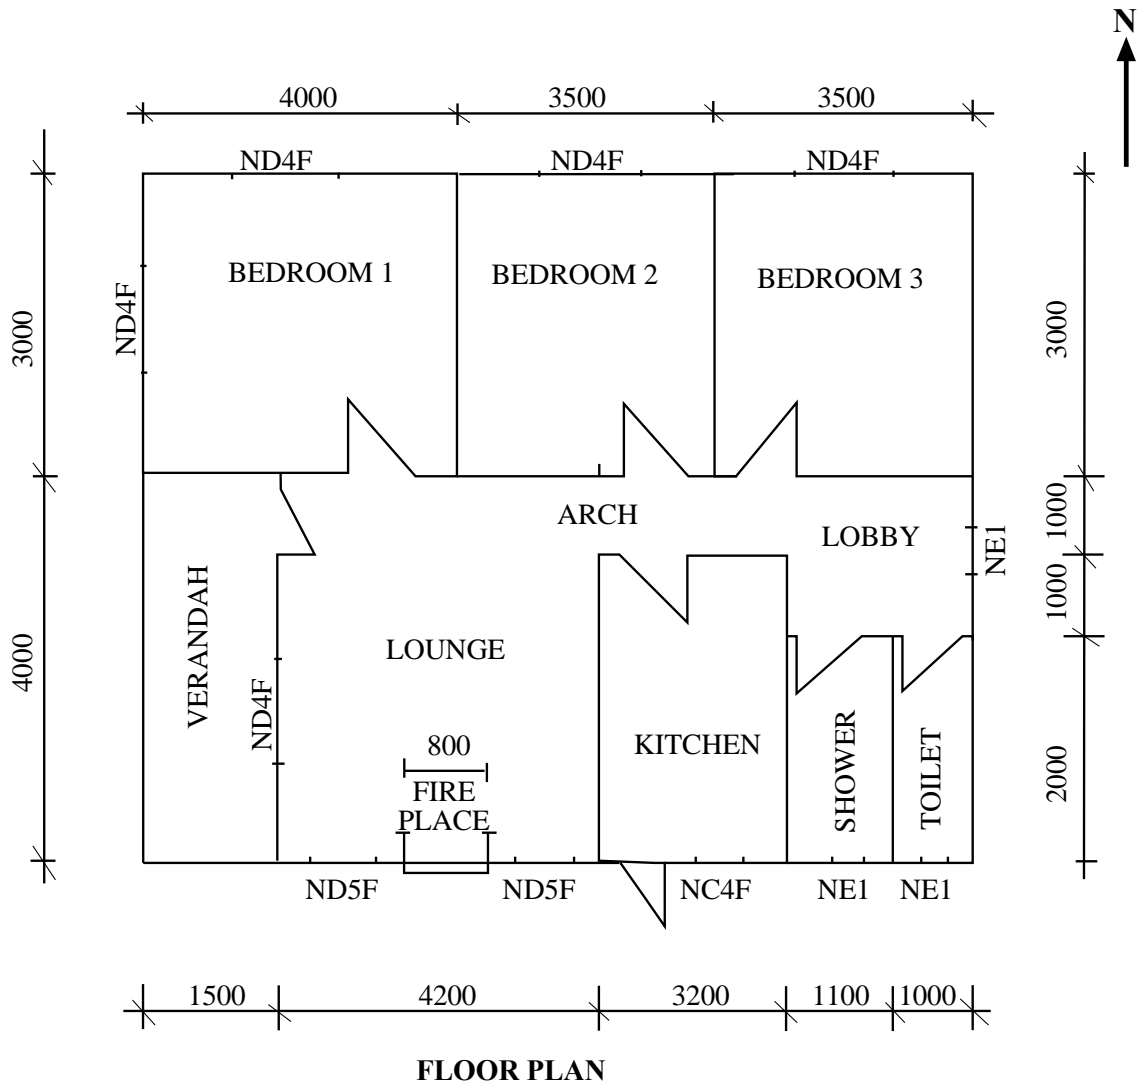 N
4000
3500
3500
ND4F
ND4F
ND4F
BEDROOM 1
BEDROOM 2
BEDROOM 3
ND4F
3000
3000
ARCH
LOBBY
NE1
1000
1000
VERANDAH
LOUNGE
4000
ND4F
800
FIRE
PLACE
KITCHEN
SHOWER
TOILET
2000
ND5F
ND5F
NC4F
NE1
NE1
1500
4200
3200
1100
1000
FLOOR PLAN